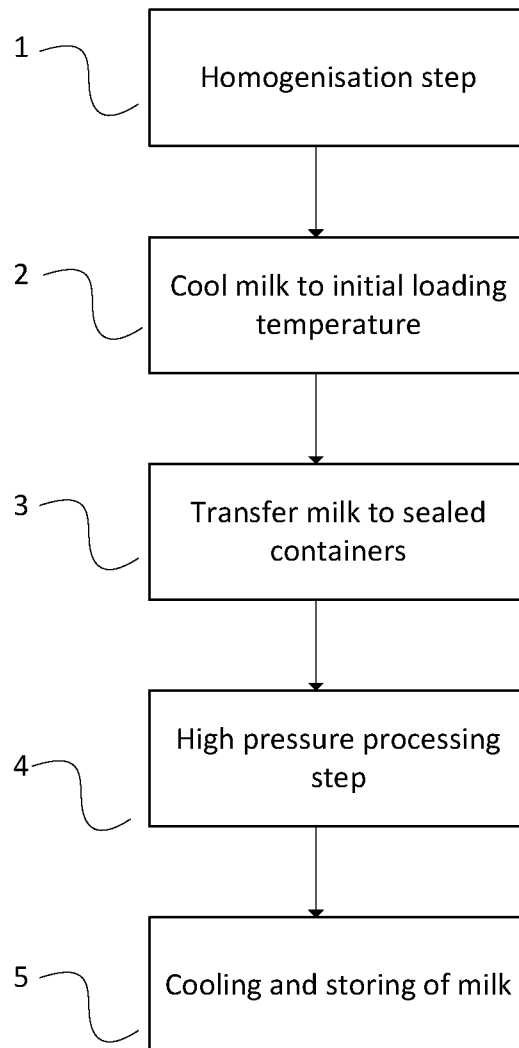 1
Homogenisation step
2
Cool milk to initial loading
temperature
3
Transfer milk to sealed
containers
4
High pressure processing
step
5
Cooling and storing of milk